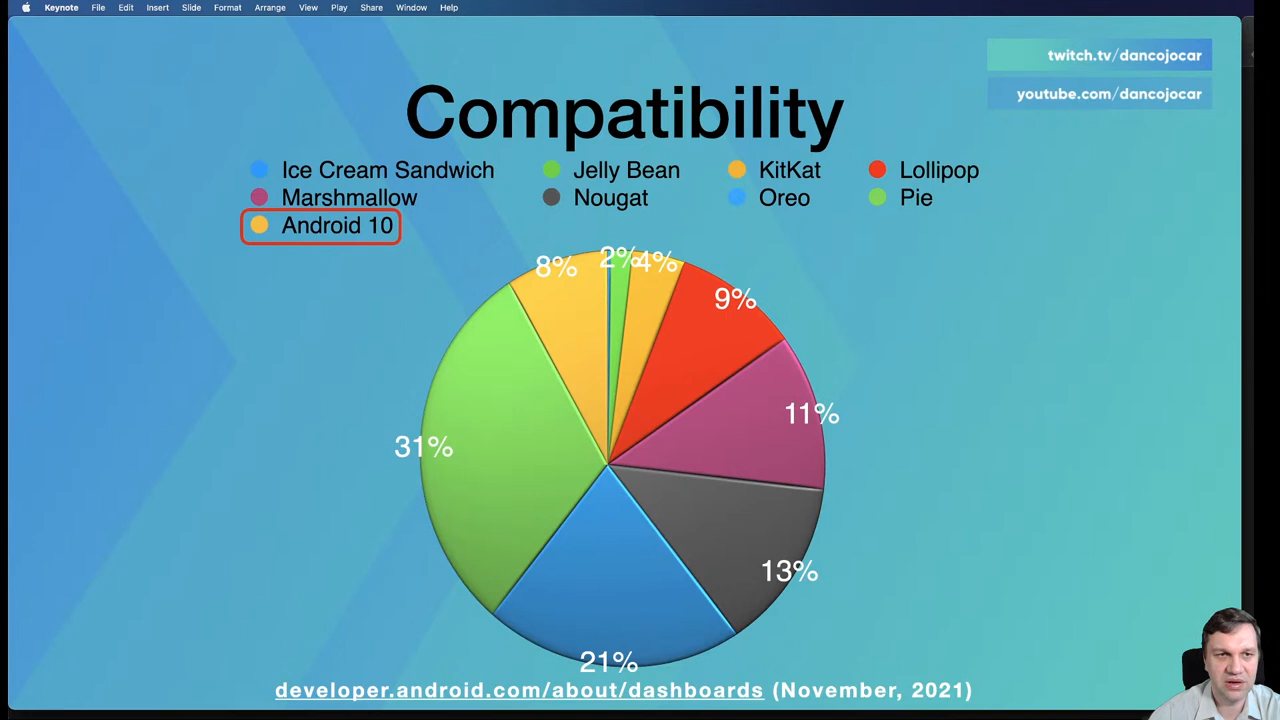 Keynote File Edit Insert Slide Format Arrange View Play Share Window Help
twitch.tv/dancojocar
youtube.com/dancojocar
Compatibility
Ice Cream Sandwich Jelly Bean KitKat Lollipop
Marshmallow Nougat Oreo Pie
Android 10
8% 2% 4%
9%
11%
31%
13%
21%
developer.android.com/about/dashboards (November, 2021)